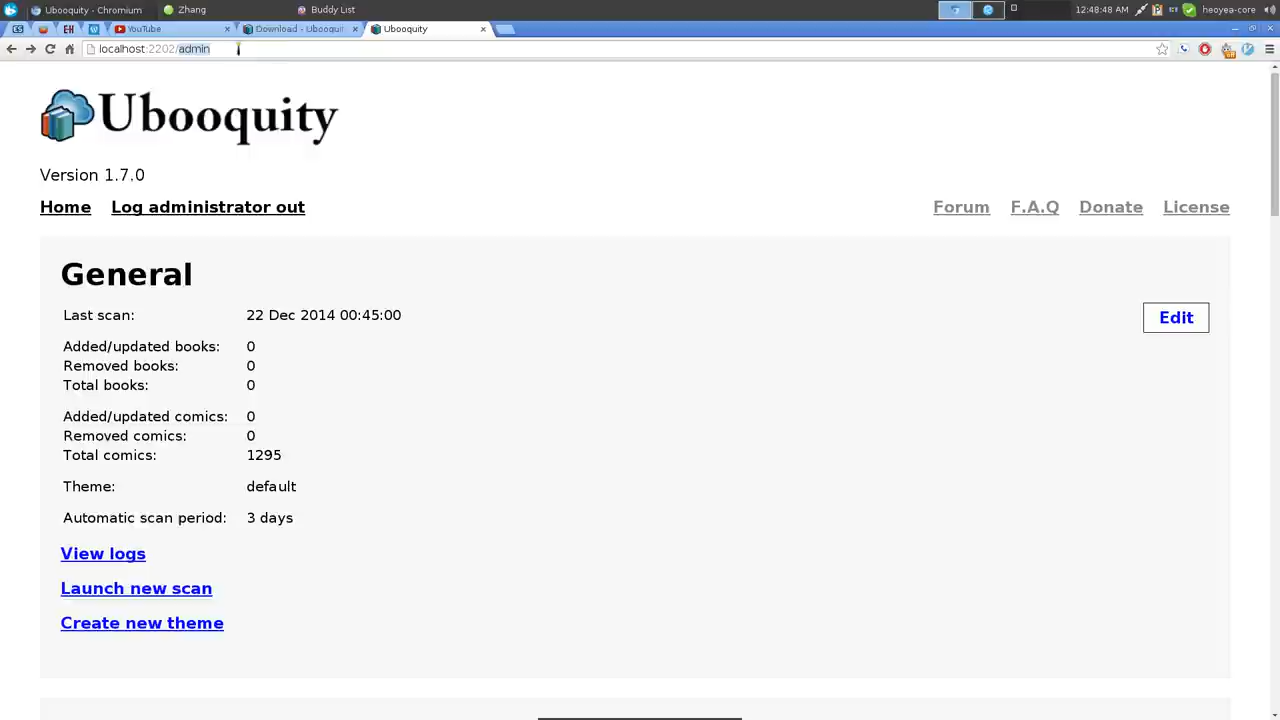 Ubooquity - Chromium Zhang Buddy List 12:48:48 AM heoyea-core
YouTube Download - Ubooquit Ubooquity
localhost:2202/admin
Ubooquity
Version 1.7.0
Home Log administrator out Forum F.A.Q Donate License
General
Last scan: 22 Dec 2014 00:45:00 Edit
Added/updated books: 0
Removed books: 0
Total books: 0
Added/updated comics: 0
Removed comics: 0
Total comics: 1295
Theme: default
Automatic scan period: 3 days
View logs
Launch new scan
Create new theme